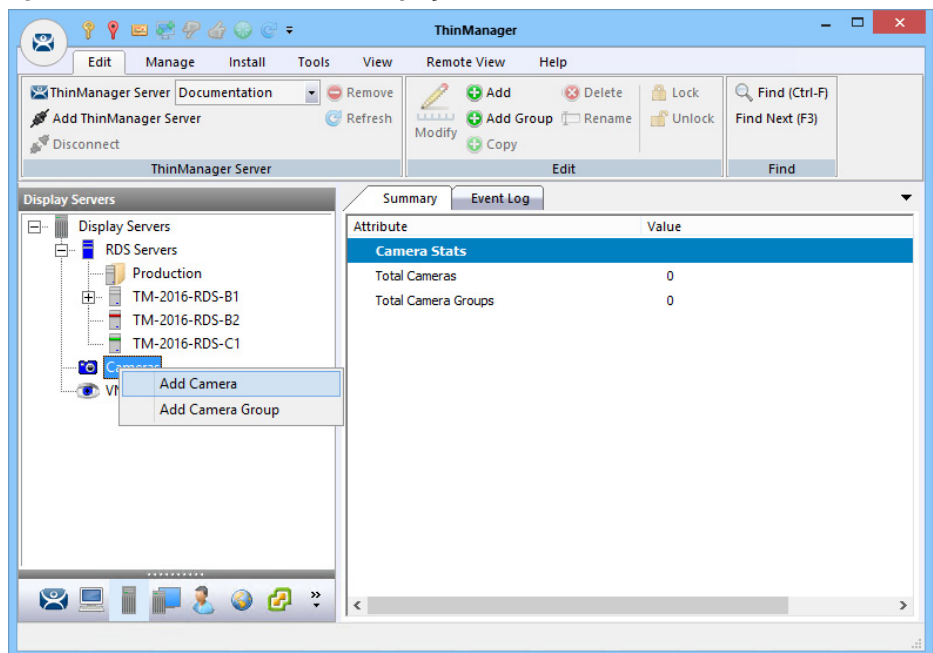 ThinManager
Edit Manage Install Tools View Remote View Help
ThinManager Server Documentation Remove Add Delete Lock Find (Ctrl-F)
Add ThinManager Server Refresh Modify Add Group Rename Unlock Find Next (F3)
Disconnect Copy
ThinManager Server Edit Find
Display Servers
Summary Event Log
Display Servers
RDS Servers
Production
TM-2016-RDS-B1
TM-2016-RDS-B2
TM-2016-RDS-C1
Cameras
Add Camera
Add Camera Group
Attribute Value
Camera Stats
Total Cameras 0
Total Camera Groups 0